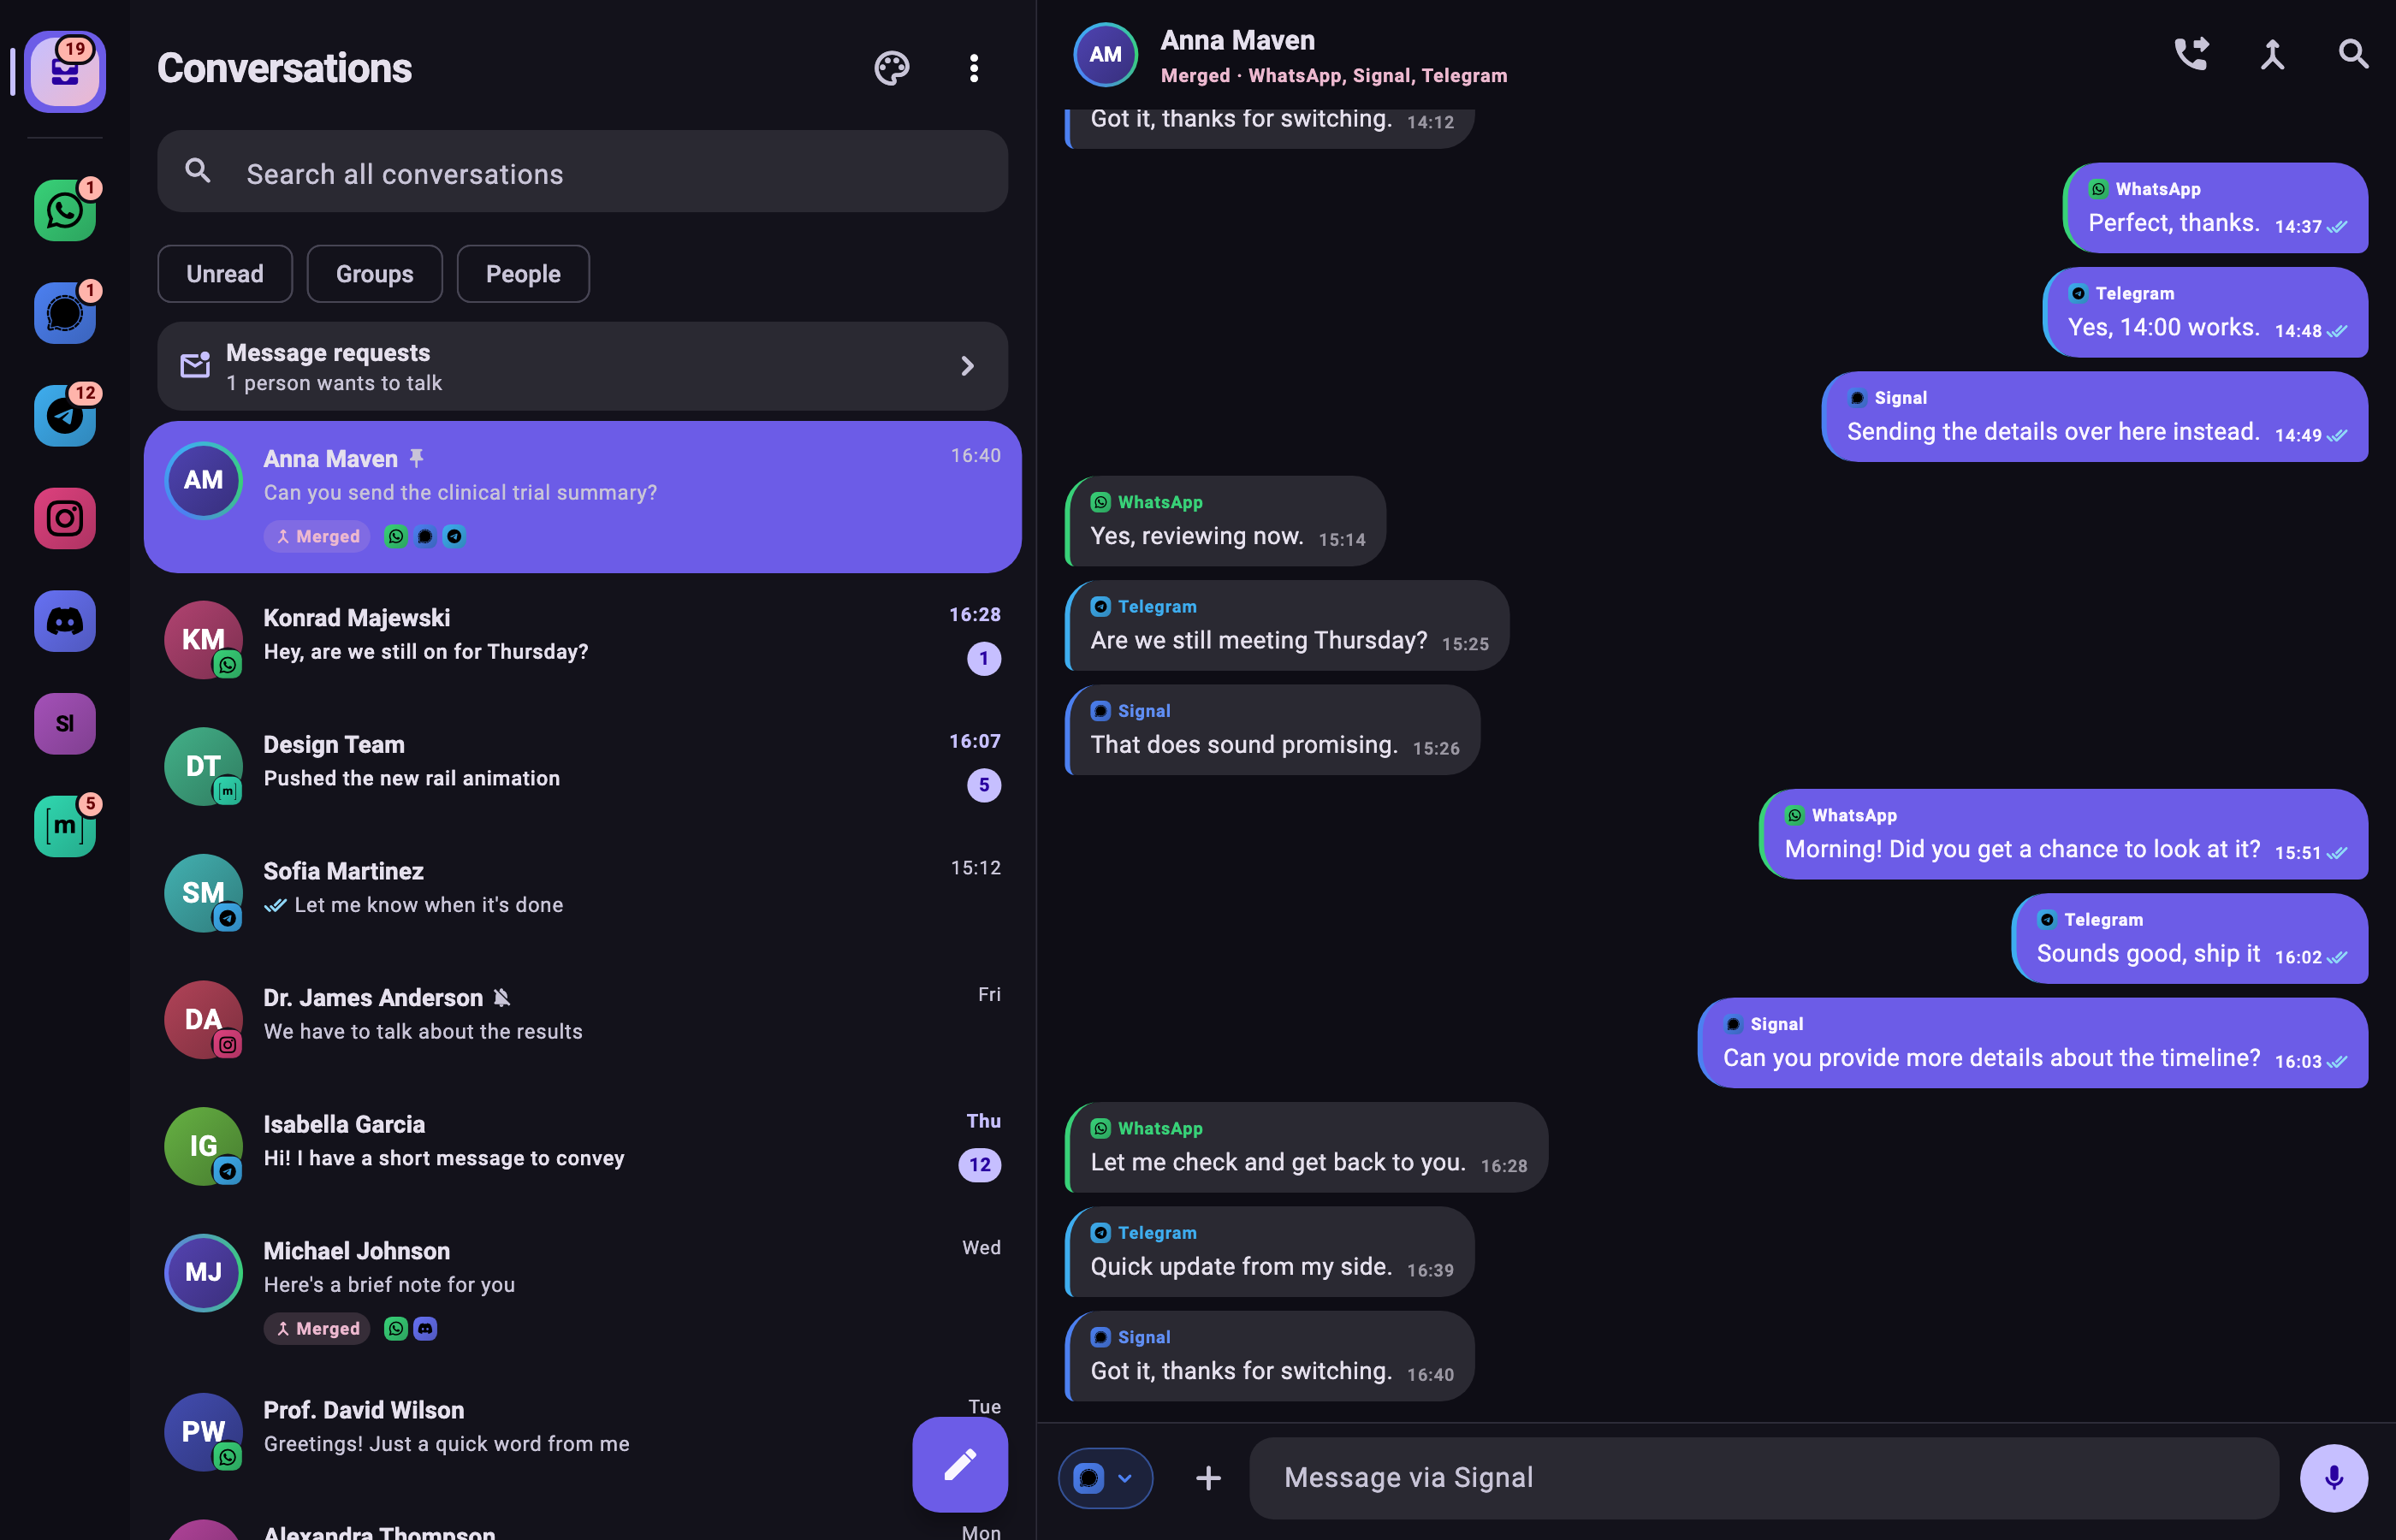 19
1
1
12
SI
[m]
5
Conversations
Search all conversations
Unread
Groups
People
Message requests
1 person wants to talk
AM
Anna Maven
16:40
Can you send the clinical trial summary?
Merged
KM
Konrad Majewski
16:28
Hey, are we still on for Thursday?
1
DT
[m]
Design Team
16:07
Pushed the new rail animation
5
SM
Sofia Martinez
15:12
Let me know when it's done
DA
Dr. James Anderson
Fri
We have to talk about the results
IG
Isabella Garcia
Thu
Hi! I have a short message to convey
12
MJ
Michael Johnson
Wed
Here's a brief note for you
Merged
PW
Prof. David Wilson
Tue
Greetings! Just a quick word from me
Alexandra Thompson
Mon
AM
Anna Maven
Merged · WhatsApp, Signal, Telegram
Got it, thanks for switching. 14:12
WhatsApp
Perfect, thanks. 14:37
Telegram
Yes, 14:00 works. 14:48
Signal
Sending the details over here instead. 14:49
WhatsApp
Yes, reviewing now. 15:14
Telegram
Are we still meeting Thursday? 15:25
Signal
That does sound promising. 15:26
WhatsApp
Morning! Did you get a chance to look at it? 15:51
Telegram
Sounds good, ship it 16:02
Signal
Can you provide more details about the timeline? 16:03
WhatsApp
Let me check and get back to you. 16:28
Telegram
Quick update from my side. 16:39
Signal
Got it, thanks for switching. 16:40
Message via Signal